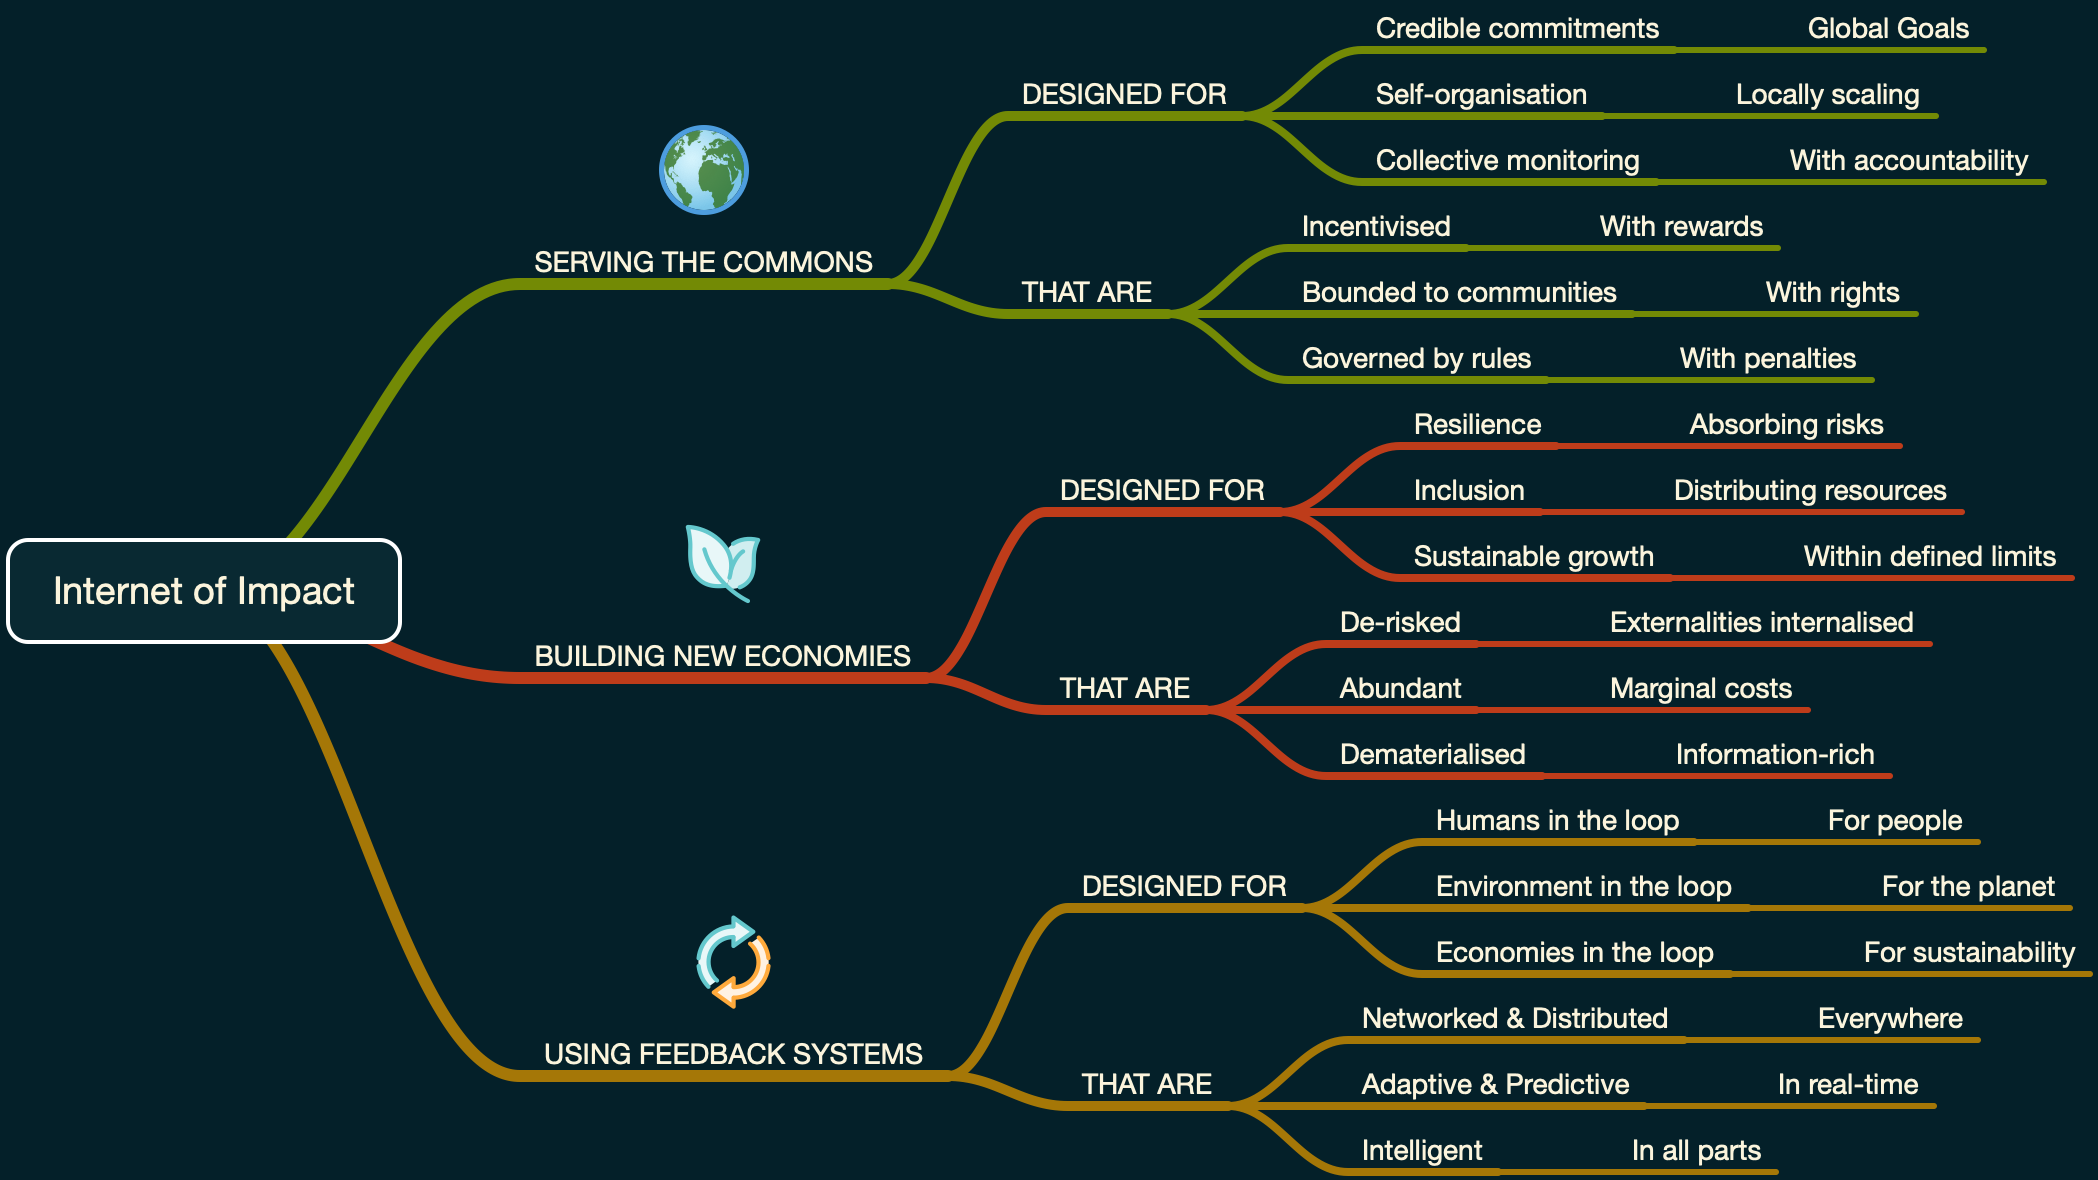 Internet of Impact
SERVING THE COMMONS
DESIGNED FOR
Credible commitments Global Goals
Self-organisation Locally scaling
Collective monitoring With accountability
THAT ARE
Incentivised With rewards
Bounded to communities With rights
Governed by rules With penalties
BUILDING NEW ECONOMIES
DESIGNED FOR
Resilience Absorbing risks
Inclusion Distributing resources
Sustainable growth Within defined limits
THAT ARE
De-risked Externalities internalised
Abundant Marginal costs
Dematerialised Information-rich
USING FEEDBACK SYSTEMS
DESIGNED FOR
Humans in the loop For people
Environment in the loop For the planet
Economies in the loop For sustainability
THAT ARE
Networked & Distributed Everywhere
Adaptive & Predictive In real-time
Intelligent In all parts